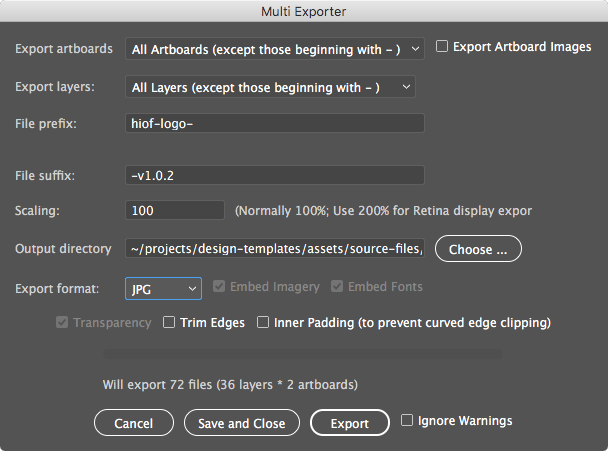 Multi Exporter
Export artboards All Artboards (except those beginning with - ) Export Artboard Images
Export layers: All Layers (except those beginning with - )
File prefix: hiof-logo-
File suffix: -v1.0.2
Scaling: 100 (Normally 100%; Use 200% for Retina display expor
Output directory ~/projects/design-templates/assets/source-files, Choose ...
Export format: JPG Embed Imagery Embed Fonts
Transparency Trim Edges Inner Padding (to prevent curved edge clipping)
Will export 72 files (36 layers * 2 artboards)
Cancel Save and Close Export Ignore Warnings